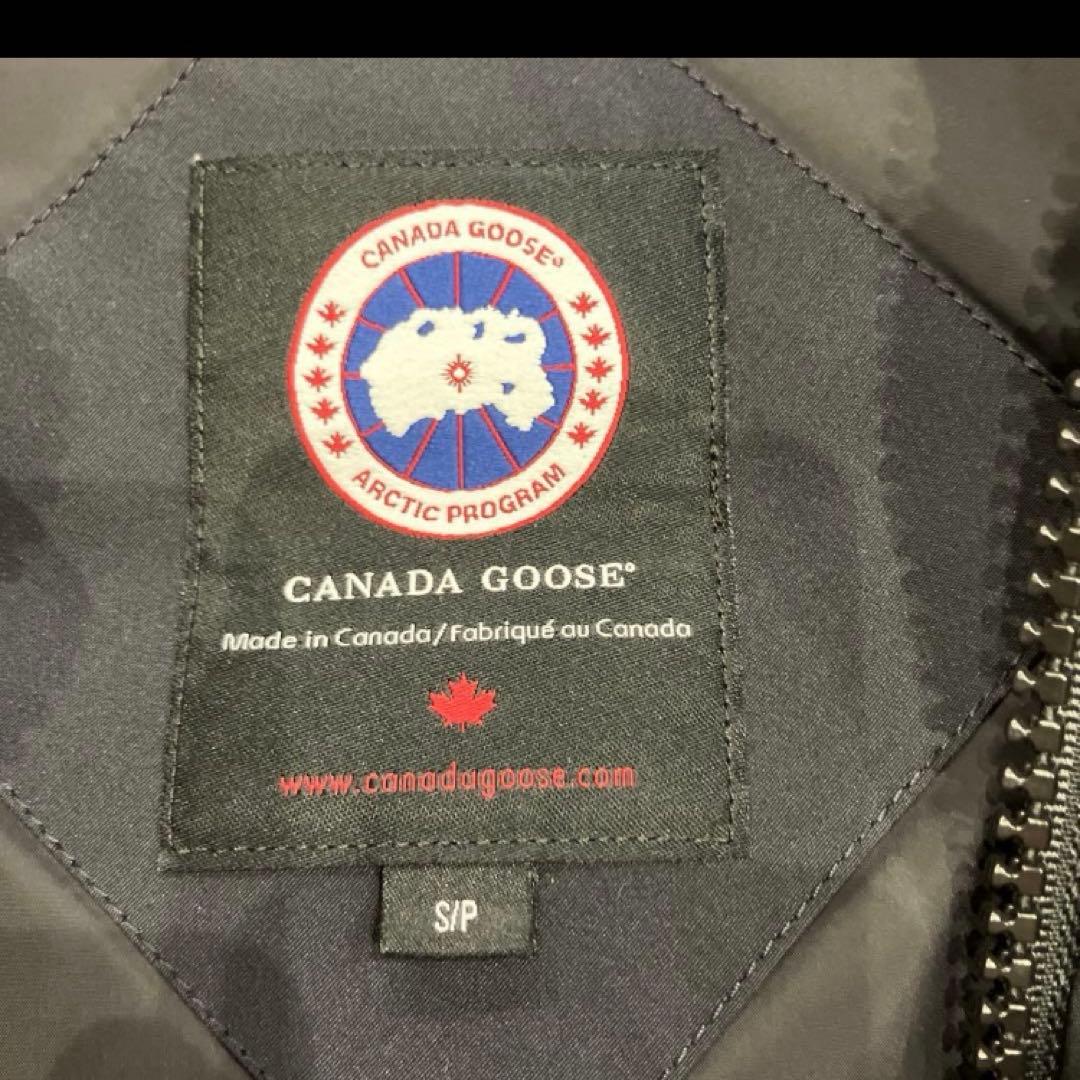 CANADA GOOSE®
ARCTIC PROGRAM
CANADA GOOSE®
Made in Canada/Fabriqué au Canada
www.canadagoose.com
S/P